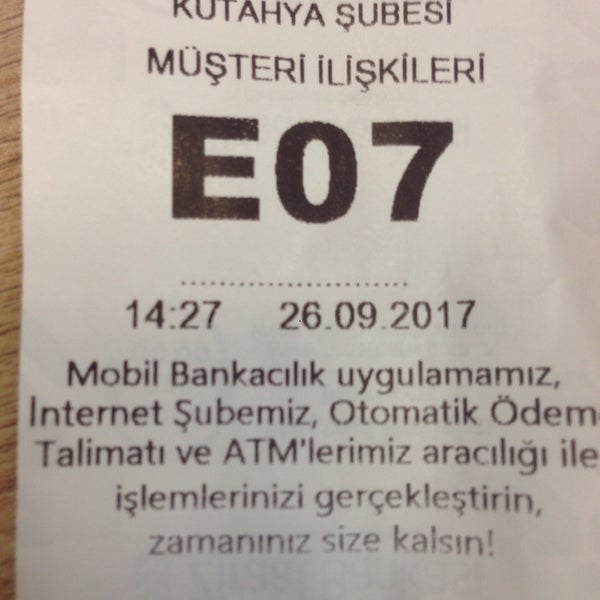 KÜTAHYA ŞUBESİ
MÜŞTERİ İLİŞKİLERİ
E07
14:27 26.09.2017
Mobil Bankacılık uygulamamız,
İnternet Şubemiz, Otomatik Ödem
Talimatı ve ATM'lerimiz aracılığı ile
işlemlerinizi gerçekleştirin,
zamanınız size kalsın!